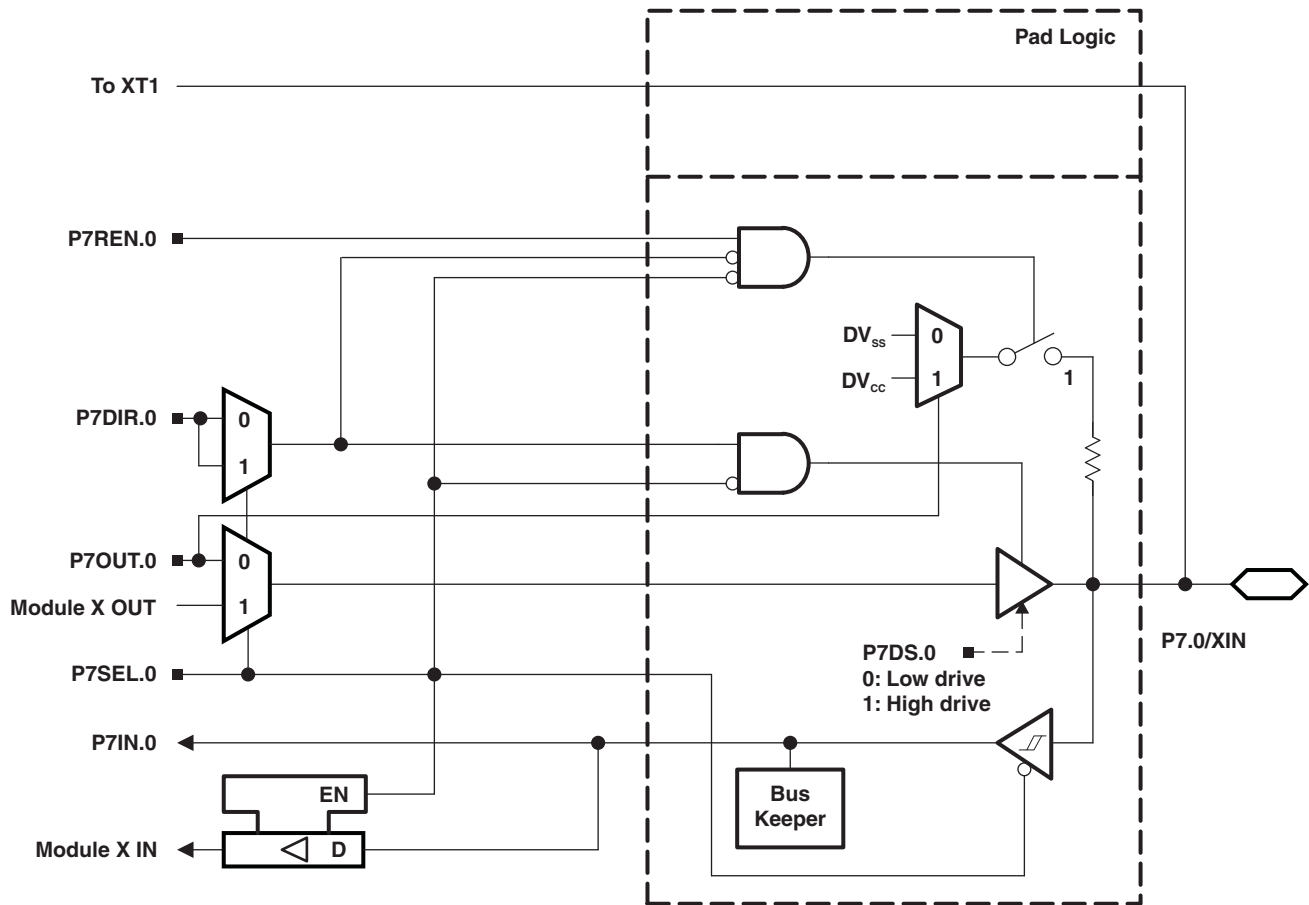 Pad Logic
To XT1
P7REN.0
DVSS
0
DVCC
1
1
P7DIR.0
0
1
P7OUT.0
0
Module X OUT
1
P7.0/XIN
P7DS.0
0: Low drive
1: High drive
P7SEL.0
P7IN.0
EN
Bus
Keeper
Module X IN
D